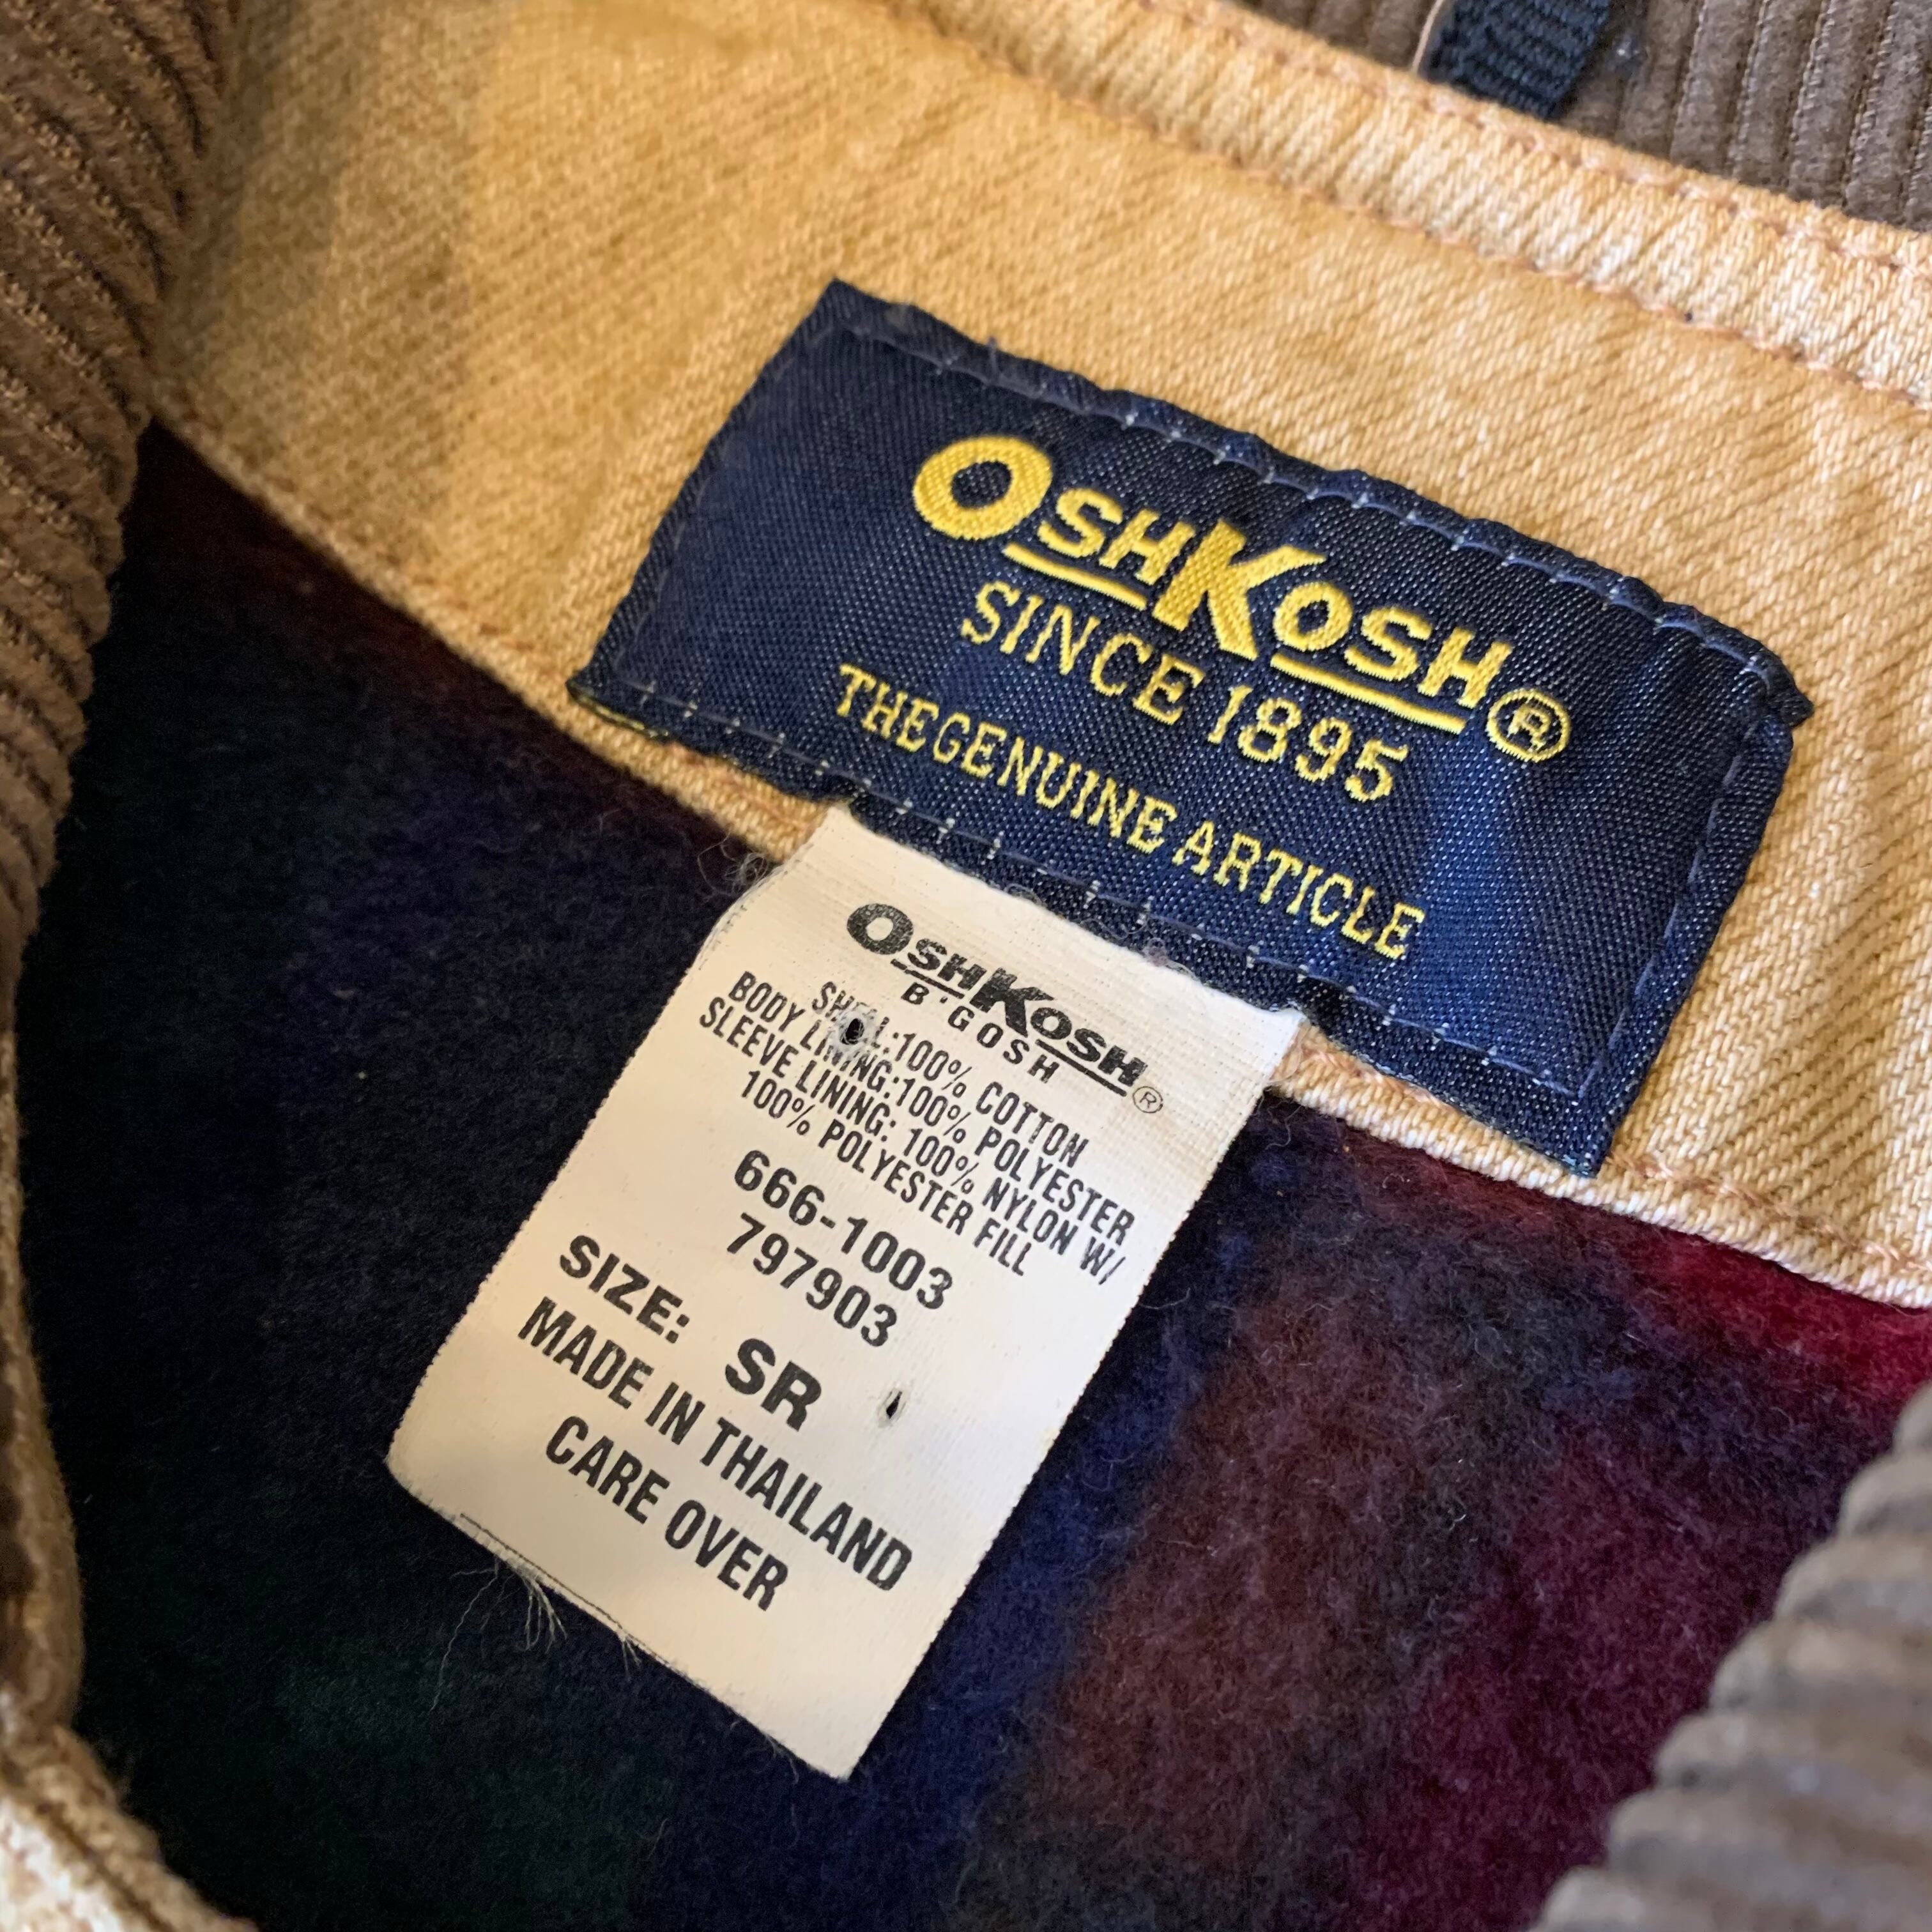 OSHKOSH®
SINCE 1895
THE GENUINE ARTICLE
OSHKOSH®
B'GOSH
SHELL:100% COTTON
BODY LINING:100% POLYESTER
SLEEVE LINING: 100% NYLON W/
100% POLYESTER FILL
666-1003
797903
SIZE: SR
MADE IN THAILAND
CARE OVER